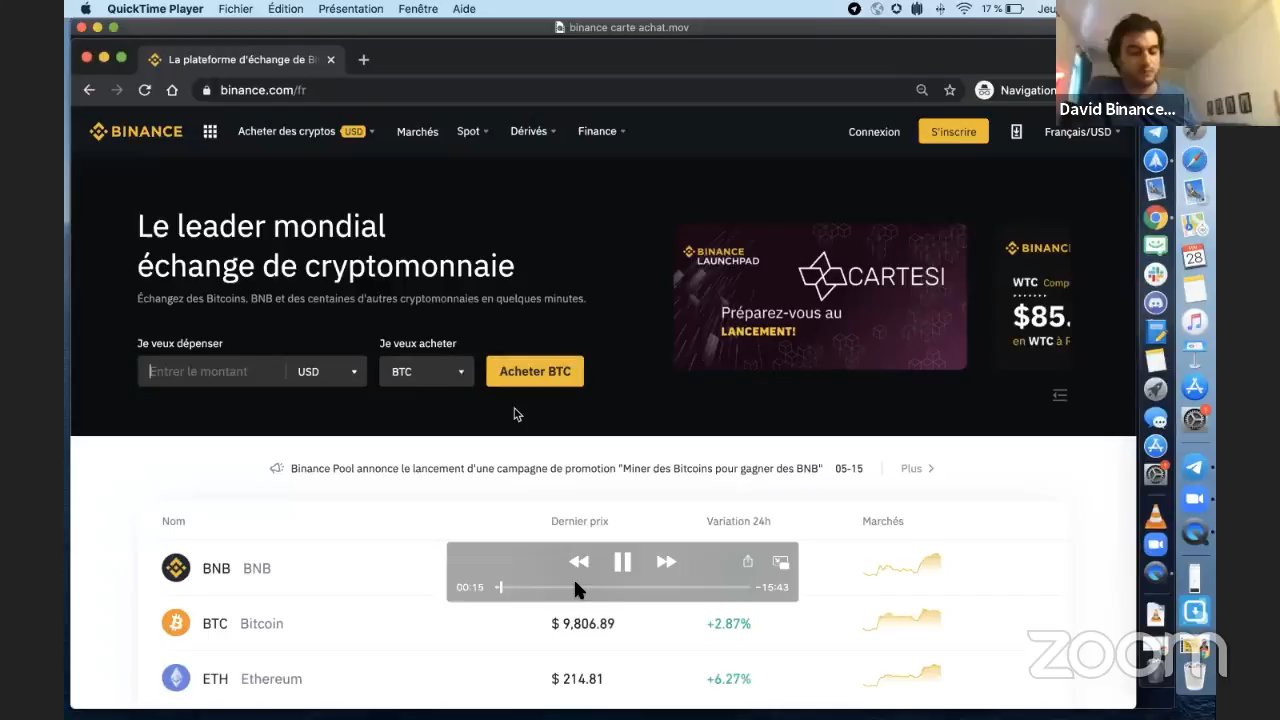 QuickTime Player Fichier Édition Présentation Fenêtre Aide 17 % Jeu
binance carte achat.mov
La plateforme d'échange de Bi
binance.com/fr Navigation
David Binance...
BINANCE Acheter des cryptos USD Marchés Spot Dérivés Finance Connexion S'inscrire Français/USD
Le leader mondial
échange de cryptomonnaie
Échangez des Bitcoins, BNB et des centaines d'autres cryptomonnaies en quelques minutes.
Je veux dépenser Je veux acheter
Entrer le montant USD BTC Acheter BTC
BINANCE
LAUNCHPAD
CARTESI
Préparez-vous au
LANCEMENT!
BINANC
WTC Comp
$85.
en WTC à
28
Binance Pool annonce le lancement d'une campagne de promotion "Miner des Bitcoins pour gagner des BNB" 05-15 Plus
Nom Dernier prix Variation 24h Marchés
BNB BNB
00:15 -15:43
BTC Bitcoin $ 9,806.89 +2.87%
ETH Ethereum $ 214.81 +6.27%
zoom